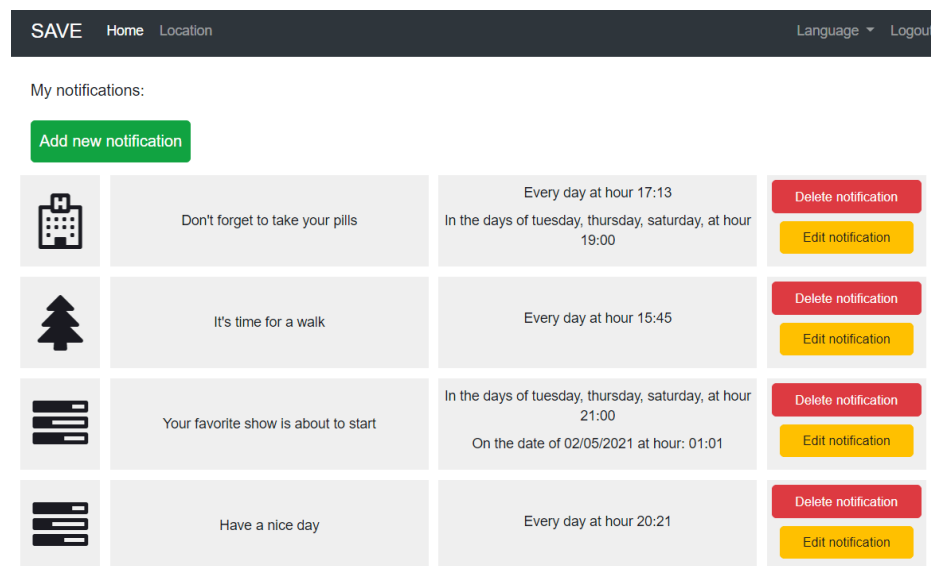 SAVE Home Location Language Logout
My notifications:
Add new notification
Don't forget to take your pills
Every day at hour 17:13
In the days of tuesday, thursday, saturday, at hour
19:00
Delete notification
Edit notification
It's time for a walk
Every day at hour 15:45
Delete notification
Edit notification
Your favorite show is about to start
In the days of tuesday, thursday, saturday, at hour
21:00
On the date of 02/05/2021 at hour: 01:01
Delete notification
Edit notification
Have a nice day
Every day at hour 20:21
Delete notification
Edit notification